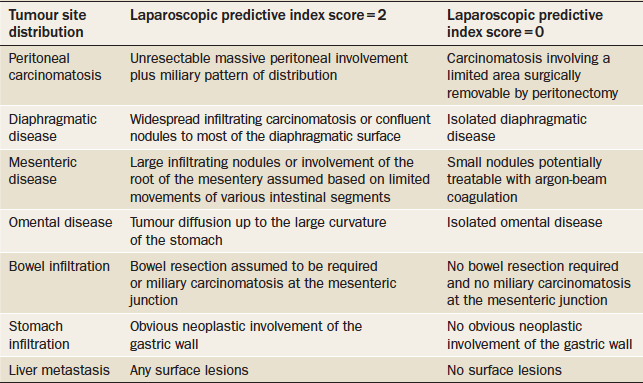 Tumour site distribution | Laparoscopic predictive index score=2 | Laparoscopic predictive index score=0
Peritoneal carcinomatosis | Unresectable massive peritoneal involvement plus miliary pattern of distribution | Carcinomatosis involving a limited area surgically removable by peritonectomy
Diaphragmatic disease | Widespread infiltrating carcinomatosis or confluent nodules to most of the diaphragmatic surface | Isolated diaphragmatic disease
Mesenteric disease | Large infiltrating nodules or involvement of the root of the mesentery assumed based on limited movements of various intestinal segments | Small nodules potentially treatable with argon-beam coagulation
Omental disease | Tumour diffusion up to the large curvature of the stomach | Isolated omental disease
Bowel infiltration | Bowel resection assumed to be required or miliary carcinomatosis at the mesenteric junction | No bowel resection required and no miliary carcinomatosis at the mesenteric junction
Stomach infiltration | Obvious neoplastic involvement of the gastric wall | No obvious neoplastic involvement of the gastric wall
Liver metastasis | Any surface lesions | No surface lesions